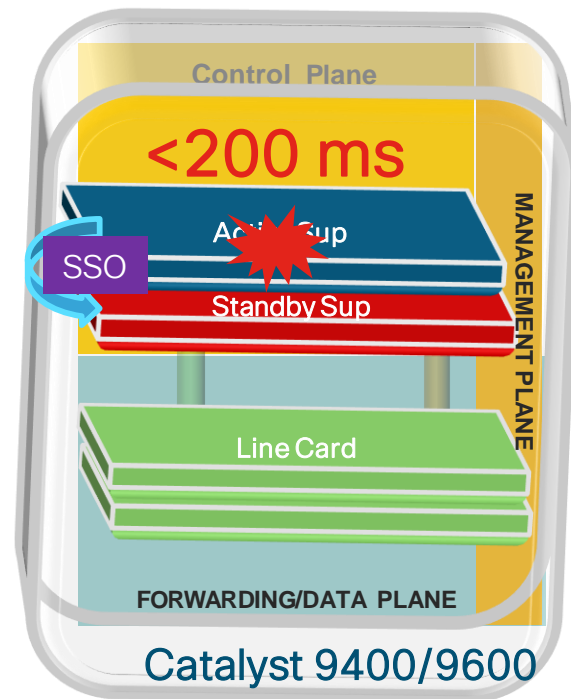 Control Plane
<200 ms
Sup
SSO
Standby Sup
MANAGEMENT PLANE
Line Card
FORWARDING/DATA PLANE
Catalyst 9400/9600